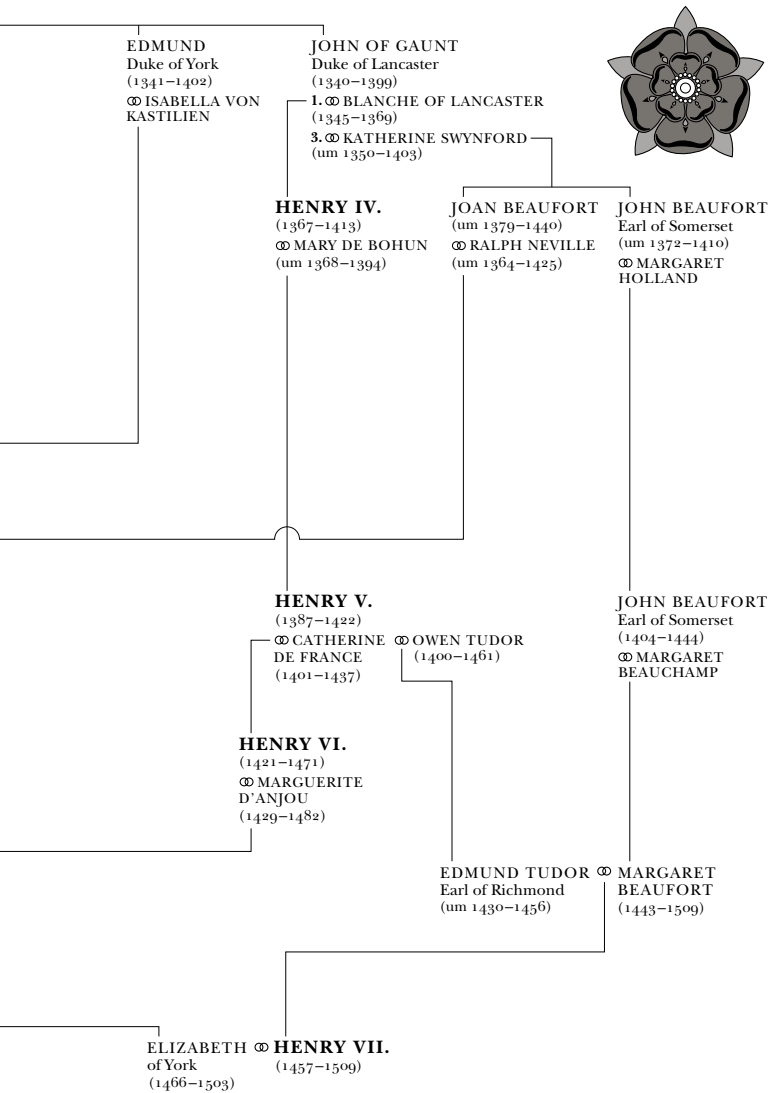 EDMUND
Duke of York
(1341–1402)
ISABELLA VON
KASTILIEN
JOHN OF GAUNT
Duke of Lancaster
(1340–1399)
1. BLANCHE OF LANCASTER
(1345–1369)
3. KATHERINE SWYNFORD
(um 1350–1403)
HENRY IV.
(1367–1413)
MARY DE BOHUN
(um 1368–1394)
JOAN BEAUFORT
(um 1379–1440)
RALPH NEVILLE
(um 1364–1425)
JOHN BEAUFORT
Earl of Somerset
(um 1372–1410)
MARGARET
HOLLAND
HENRY V.
(1387–1422)
CATHERINE
DE FRANCE
(1401–1437)
OWEN TUDOR
(1400–1461)
JOHN BEAUFORT
Earl of Somerset
(1404–1444)
MARGARET
BEAUCHAMP
HENRY VI.
(1421–1471)
MARGUERITE
D'ANJOU
(1429–1482)
EDMUND TUDOR
Earl of Richmond
(um 1430–1456)
MARGARET
BEAUFORT
(1443–1509)
ELIZABETH
of York
(1466–1503)
HENRY VII.
(1457–1509)